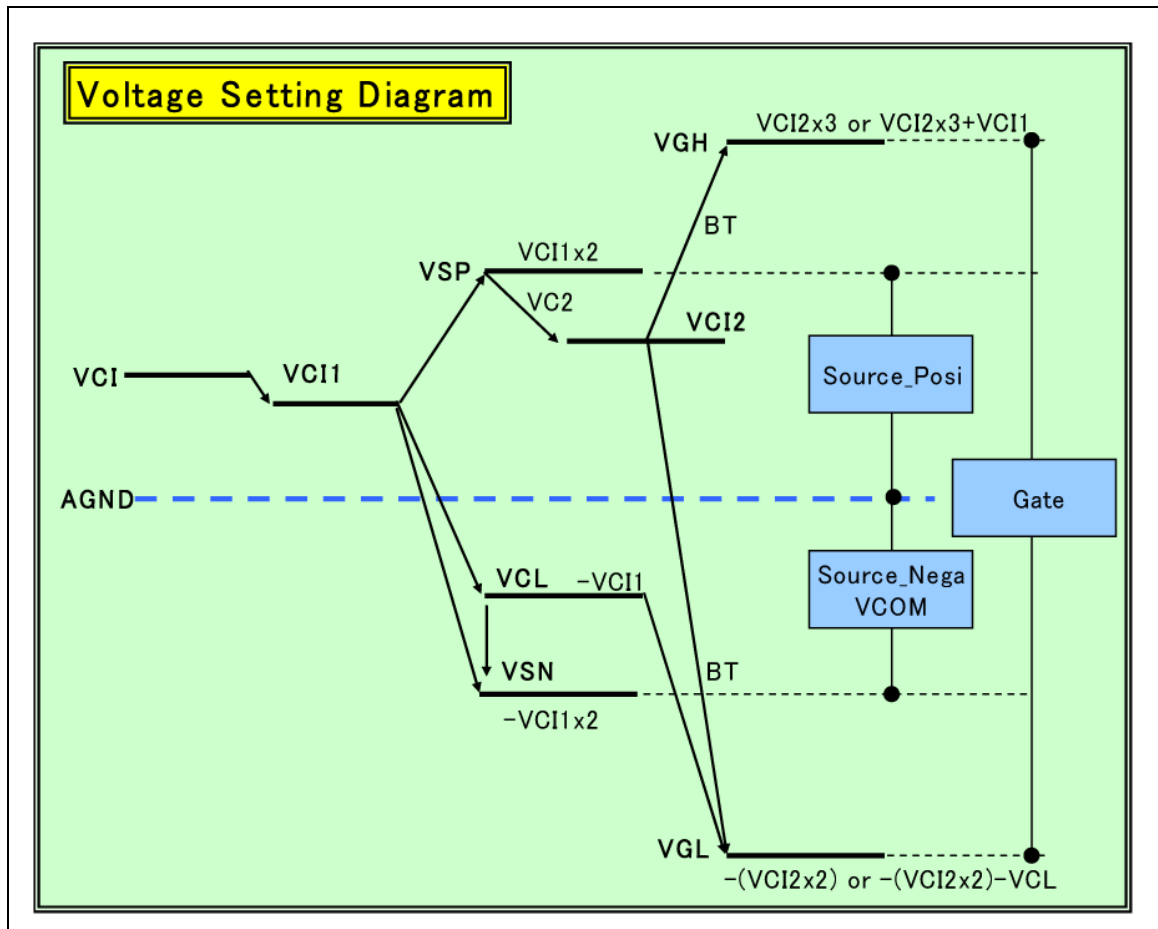 Voltage Setting Diagram
VCI2x3 or VCI2x3+VCI1
VGH
BT
VCI1x2
VSP
VC2
VCI2
VCI
VCI1
Source_Posi
AGND
Gate
VCL
-VCI1
Source_Nega
VCOM
VSN
BT
-VCI1x2
VGL
-(VCI2x2) or -(VCI2x2)-VCL